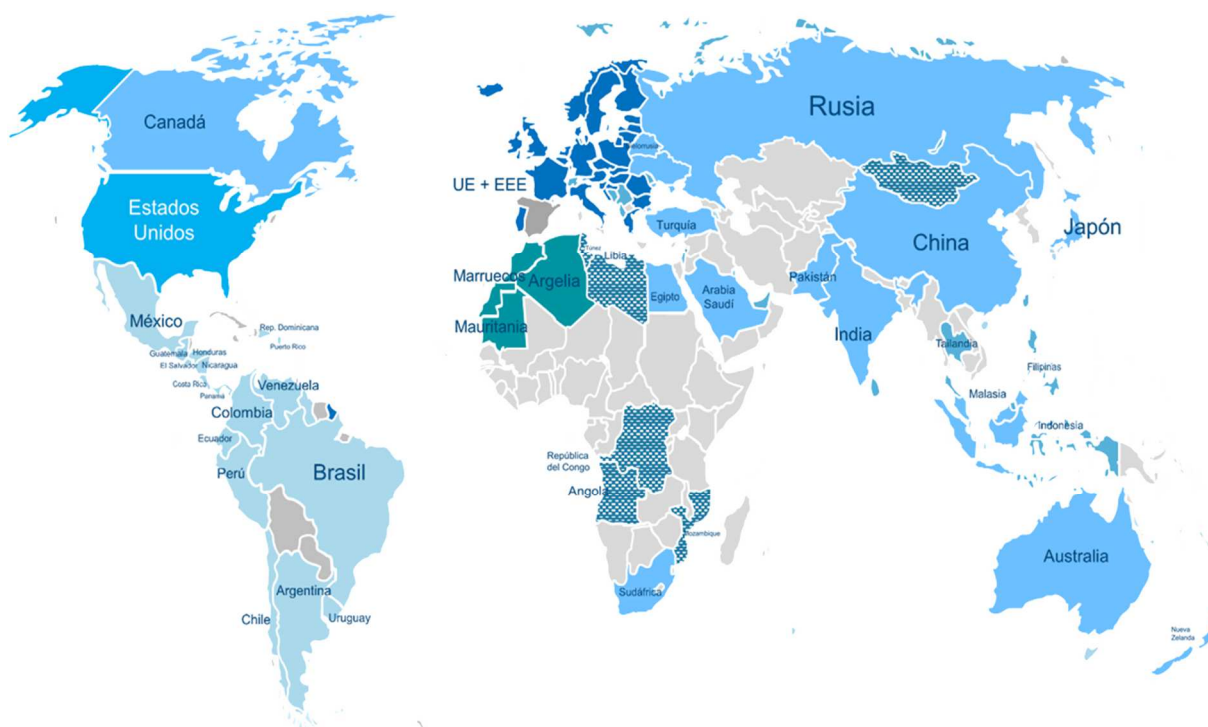 Canadá
Estados
Unidos
México
Rep. Dominicana
Puerto Rico
Guatemala
Honduras
El Salvador
Nicaragua
Costa Rica
Panamá
Venezuela
Colombia
Ecuador
Perú
Brasil
Argentina
Chile
Uruguay
UE + EEE
Rusia
Bielorrusia
Turquía
Marruecos
Argelia
Túnez
Libia
Mauritania
Egipto
Arabia
Saudí
Pakistán
India
China
Japón
Tailandia
Filipinas
Malasia
Indonesia
República
del Congo
Angola
Mozambique
Sudáfrica
Australia
Nueva
Zelanda